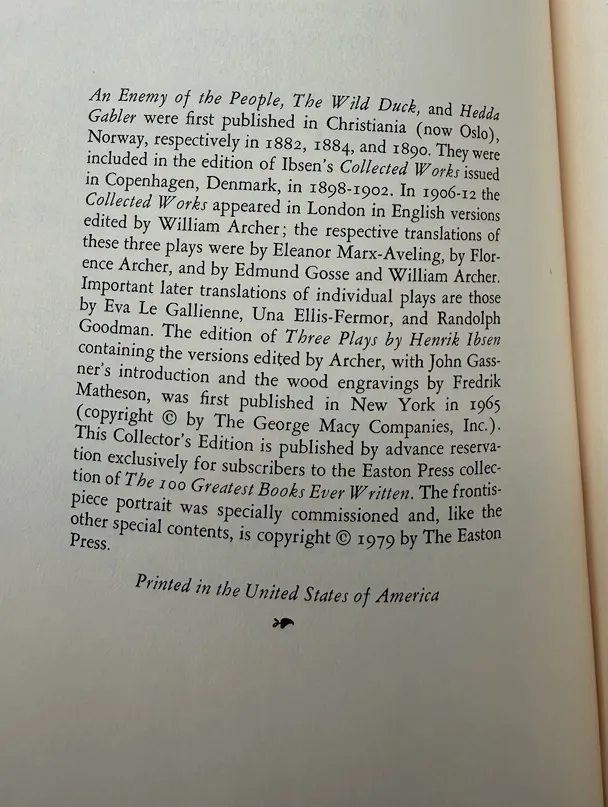 An Enemy of the People, The Wild Duck, and Hedda
Gabler were first published in Christiania (now Oslo),
Norway, respectively in 1882, 1884, and 1890. They were
included in the edition of Ibsen's Collected Works issued
in Copenhagen, Denmark, in 1898-1902. In 1906-12 the
Collected Works appeared in London in English versions
edited by William Archer; the respective translations of
these three plays were by Eleanor Marx-Aveling, by Flor-
ence Archer, and by Edmund Gosse and William Archer.
Important later translations of individual plays are those
by Eva Le Gallienne, Una Ellis-Fermor, and Randolph
Goodman. The edition of Three Plays by Henrik Ibsen
containing the versions edited by Archer, with John Gass-
ner's introduction and the wood engravings by Fredrik
Matheson, was first published in New York in 1965
(copyright © by The George Macy Companies, Inc.).
This Collector's Edition is published by advance reserva-
tion exclusively for subscribers to the Easton Press collec-
tion of The 100 Greatest Books Ever Written. The frontis-
piece portrait was specially commissioned and, like the
other special contents, is copyright © 1979 by The Easton
Press.
Printed in the United States of America